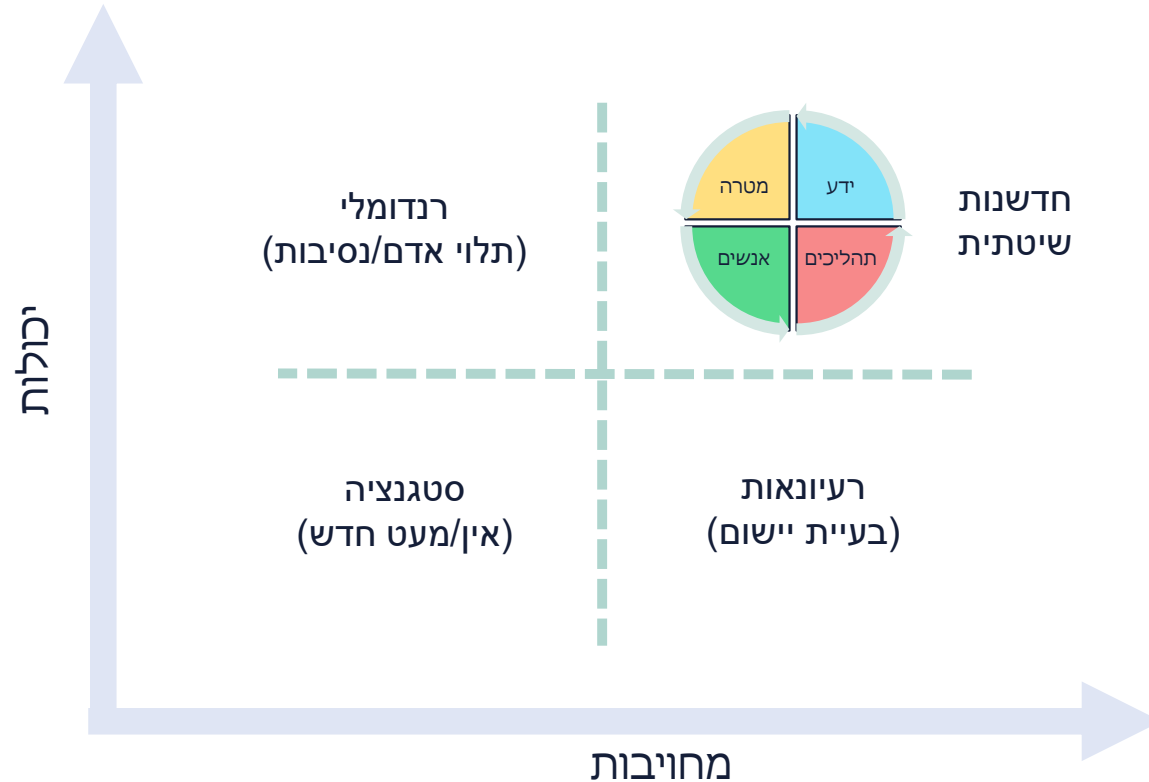 ידע
מטרה
תהליכים
אנשים
חדשנות
שיטתית
רנדומלי
(תלוי אדם/נסיבות)
יכולות
רעיונאות
(בעיית יישום)
סטגנציה
(אין/מעט חדש)
מחויבות